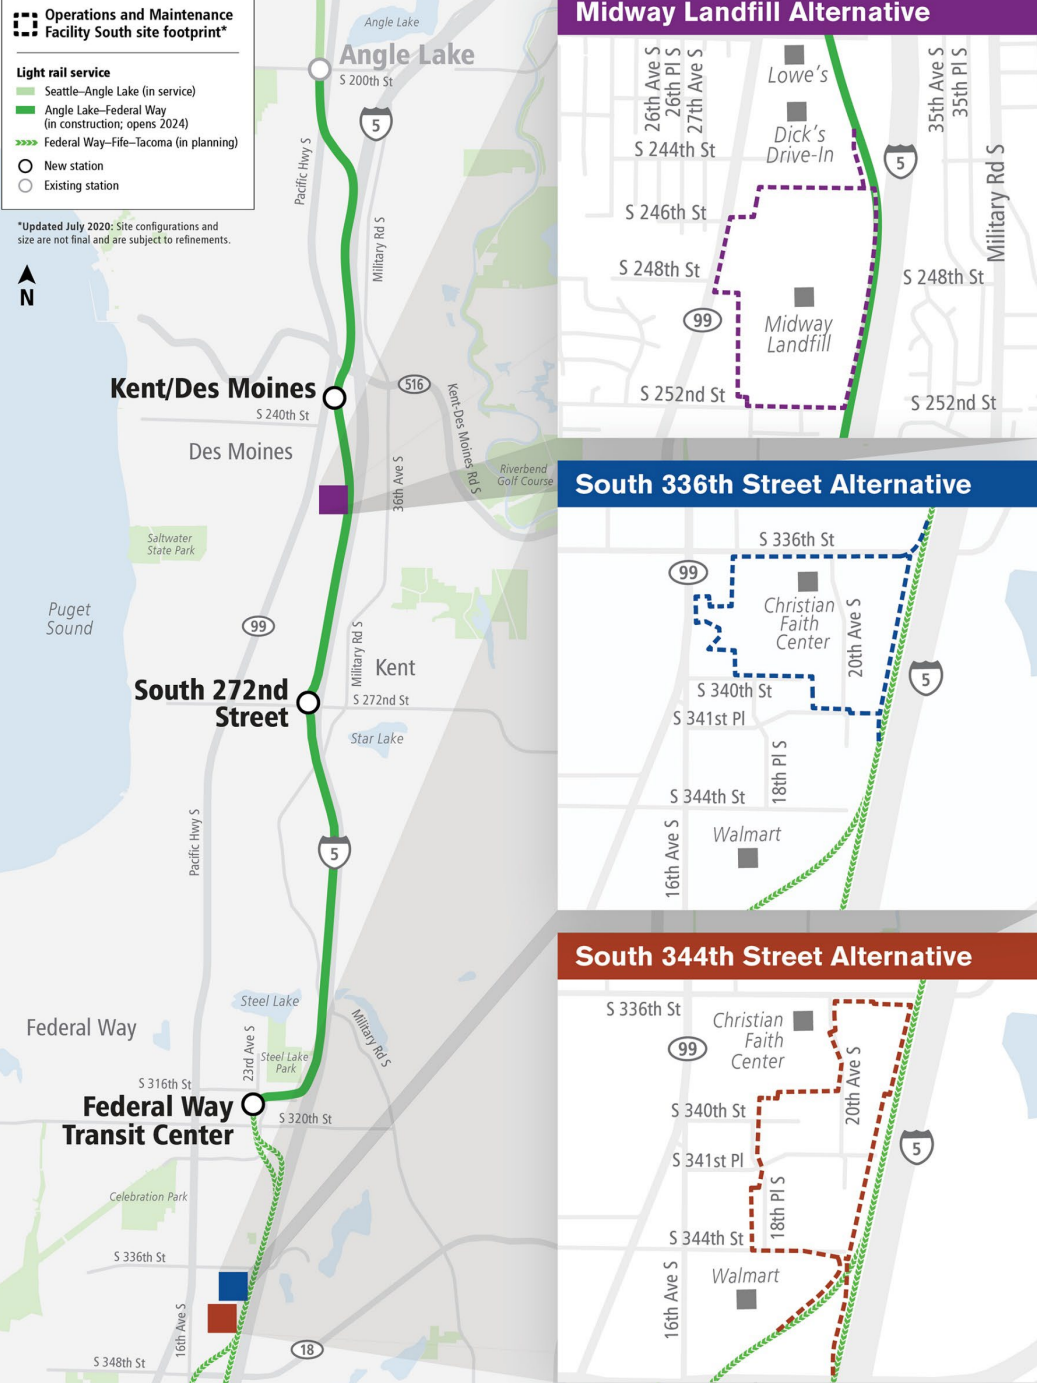 Operations and Maintenance
Facility South site footprint*
Light rail service
Seattle–Angle Lake (in service)
Angle Lake–Federal Way
(in construction; opens 2024)
Federal Way–Fife–Tacoma (in planning)
New station
Existing station
*Updated July 2020: Site configurations and
size are not final and are subject to refinements.
N
Angle Lake
Angle Lake
S 200th St
5
Pacific Hwy S
Military Rd S
Kent/Des Moines
516
S 240th St
Des Moines
Kent-Des Moines Rd S
36th Ave S
Riverbend
Golf Course
Saltwater
State Park
Puget
Sound
99
Military Rd S
Kent
South 272nd
Street
S 272nd St
Star Lake
Pacific Hwy S
5
Steel Lake
Military Rd S
Federal Way
23rd Ave S
Steel Lake
Park
S 316th St
Federal Way
Transit Center
S 320th St
Celebration Park
S 336th St
16th Ave S
18
S 348th St
Midway Landfill Alternative
26th Ave S
26th Pl S
27th Ave S
Lowe's
35th Ave S
35th Pl S
Dick's
Drive-In
S 244th St
5
Military Rd S
S 246th St
S 248th St
S 248th St
99
Midway
Landfill
S 252nd St
S 252nd St
South 336th Street Alternative
S 336th St
99
Christian
Faith
Center
20th Ave S
5
S 340th St
S 341st Pl
18th Pl S
S 344th St
16th Ave S
Walmart
South 344th Street Alternative
S 336th St
Christian
Faith
Center
99
20th Ave S
S 340th St
5
S 341st Pl
18th Pl S
S 344th St
16th Ave S
Walmart